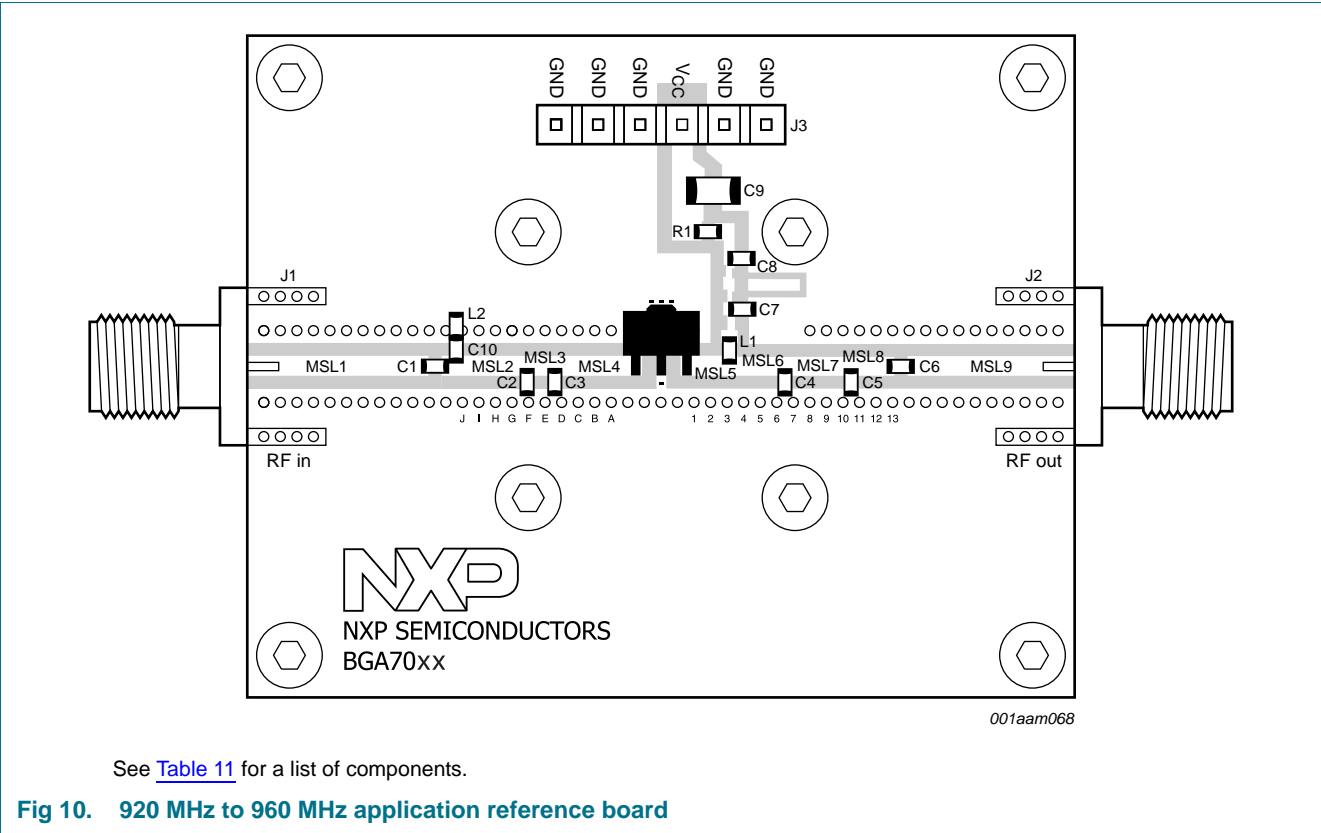 GND GND GND VCC GND GND
J3
C9
R1
C8
J1
J2
C7
L2
L1
C10
MSL1
C1
MSL2
MSL3
MSL4
MSL5
MSL6
MSL7
MSL8
C6
MSL9
C2
C3
C4
C5
J I H G F E D C B A
1 2 3 4 5 6 7 8 9 10 11 12 13
RF in
RF out
NXP
NXP SEMICONDUCTORS
BGA70xx
001aam068
See Table 11 for a list of components.
Fig 10. 920 MHz to 960 MHz application reference board